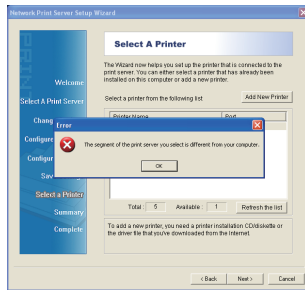 Network Print Server Setup Wizard
Select A Printer
The Wizard now helps you set up the printer that is connected to the
print server. You can either select a printer that has already been
installed on this computer or add a new printer.
Select a printer from the following list
Add New Printer
Printer Name
Port
Welcome
Select A Print Server
Chang
Configure
Configur
Sav
Select a Printer
Summary
Complete
Error
The segment of the print server you select is different from your computer.
OK
Total : 5 Available : 1
Refresh the list
To add a new printer, you need a printer installation CD/diskette or
the driver file that you've downloaded from the Internet.
< Back
Next >
Cancel